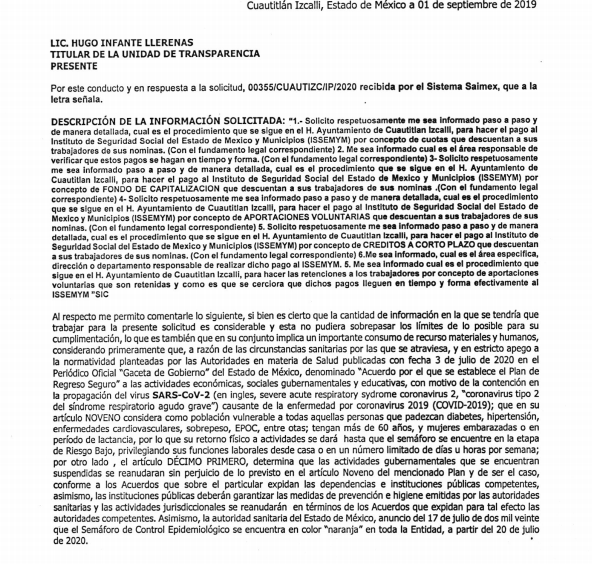 Cuautitlán Izcalli, Estado de México a 01 de septiembre de 2019
LIC. HUGO INFANTE LLERENAS
TITULAR DE LA UNIDAD DE TRANSPARENCIA
PRESENTE
Por este conducto y en respuesta a la solicitud, 00355/CUAUTIZC/IP/2020 recibida por el Sistema Saimex, que a la
letra señala.
DESCRIPCIÓN DE LA INFORMACIÓN SOLICITADA: "1.- Solicito respetuosamente me sea informado paso a paso y
de manera detallada, cual es el procedimiento que se sigue en el H. Ayuntamiento de Cuautitlan Izcalli, para hacer el pago al
Instituto de Seguridad Social del Estado de Mexico y Municipios (ISSEMYM) por concepto de cuotas que descuentan a sus
trabajadores de sus nominas. (Con el fundamento legal correspondiente) 2. Me sea informado cual es el área responsable de
verificar que estos pagos se hagan en tiempo y forma. (Con el fundamento legal correspondiente) 3- Solicito respetuosamente
me sea informado paso a paso y de manera detallada, cual es el procedimiento que se sigue en el H. Ayuntamiento de
Cuautitlan Izcalli, para hacer el pago al Instituto de Seguridad Social del Estado de Mexico y Municipios (ISSEMYM) por
concepto de FONDO DE CAPITALIZACION que descuentan a sus trabajadores de sus nominas .(Con el fundamento legal
correspondiente) 4- Solicito respetuosamente me sea informado paso a paso y de manera detallada, cual es el procedimiento
que se sigue en el H. Ayuntamiento de Cuautitlan Izcalli, para hacer el pago al Instituto de Seguridad Social del Estado de
Mexico y Municipios (ISSEMYM) por concepto de APORTACIONES VOLUNTARIAS que descuentan a sus trabajadores de sus
nominas. (Con el fundamento legal correspondiente) 5. Solicito respetuosamente me sea informado paso a paso y de manera
detallada, cual es el procedimiento que se sigue en el H. Ayuntamiento de Cuautitlan Izcalli, para hacer el pago al Instituto de
Seguridad Social del Estado de Mexico y Municipios (ISSEMYM) por concepto de CREDITOS A CORTO PLAZO que descuentan
a sus trabajadores de sus nominas. (Con el fundamento legal correspondiente) 6.Me sea informado, cual es el área especifica,
dirección o departamento responsable de realizar dicho pago al ISSEMYM. 5. Me sea informado cual es el procedimiento que
sigue en el H. Ayuntamiento de Cuautitlan Izcalli, para hacer las retenciones a los trabajadores por concepto de aportaciones
voluntarias que son retenidas y como es que se cerciora que dichos pagos lleguen en tiempo y forma efectivamente al
ISSEMYM "SIC
Al respecto me permito comentarle lo siguiente, si bien es cierto que la cantidad de información en la que se tendría que
trabajar para la presente solicitud es considerable y esta no pudiera sobrepasar los límites de lo posible para su
cumplimentación, lo que es también que en su conjunto implica un importante consumo de recurso materiales y humanos,
considerando primeramente que, a razón de las circunstancias sanitarias por las que se atraviesa, y en estricto apego a
la normatividad planteadas por las Autoridades en materia de Salud publicadas con fecha 3 de julio de 2020 en el
Periódico Oficial "Gaceta de Gobierno" del Estado de México, denominado "Acuerdo por el que se establece el Plan de
Regreso Seguro" a las actividades económicas, sociales gubernamentales y educativas, con motivo de la contención en
la propagación del virus SARS-CoV-2 (en ingles, severe acute respiratory sydrome coronavirus 2, "coronavirus tipo 2
del síndrome respiratorio agudo grave") causante de la enfermedad por coronavirus 2019 (COVID-2019); que en su
artículo NOVENO considera como población vulnerable a todas aquellas personas que padezcan diabetes, hipertensión,
enfermedades cardiovasculares, sobrepeso, EPOC, entre otas; tengan más de 60 años, y mujeres embarazadas o en
período de lactancia, por lo que su retorno físico a actividades se dará hasta que el semáforo se encuentre en la etapa
de Riesgo Bajo, privilegiando sus funciones laborales desde casa o en un número limitado de días u horas por semana;
por otro lado , el artículo DÉCIMO PRIMERO, determina que las actividades gubernamentales que se encuentran
suspendidas se reanudaran sin perjuicio de lo previsto en el artículo Noveno del mencionado Plan y de ser el caso,
conforme a los Acuerdos que sobre el particular expidan las dependencias e instituciones públicas competentes,
asimismo, las instituciones públicas deberán garantizar las medidas de prevención e higiene emitidas por las autoridades
sanitarias y las actividades jurisdiccionales se reanudarán en términos de los Acuerdos que expidan para tal efecto las
autoridades competentes. Asimismo, la autoridad sanitaria del Estado de México, anuncio del 17 de julio de dos mil veinte
que el Semáforo de Control Epidemiológico se encuentra en color "naranja" en toda la Entidad, a partir del 20 de julio
de 2020.